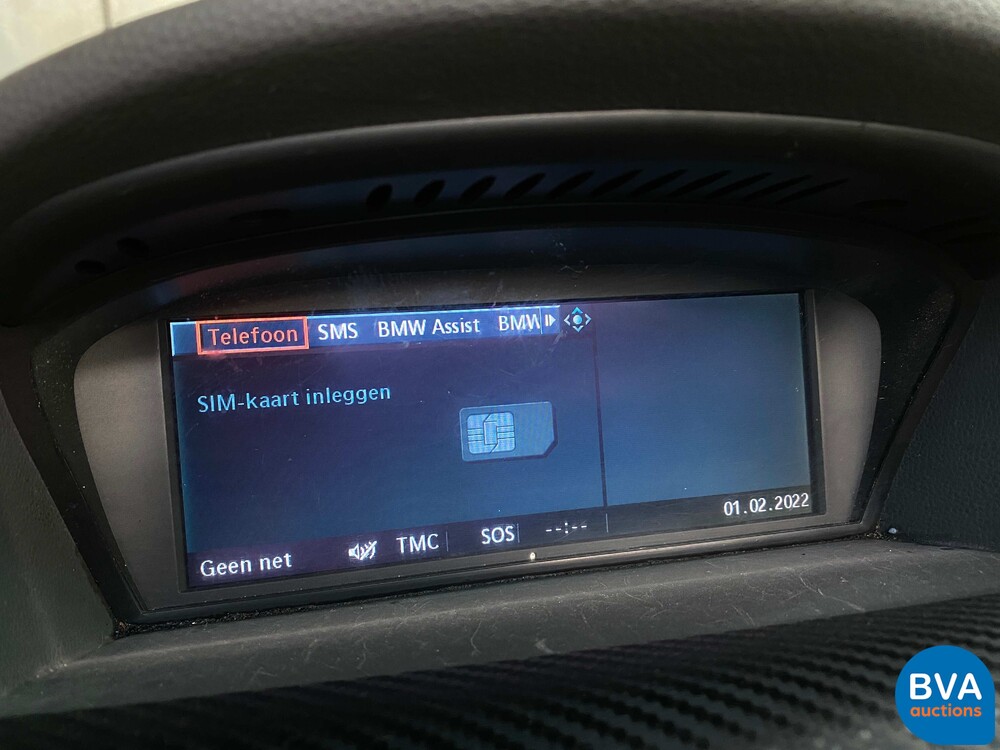 Telefoon SMS BMW Assist BMW
SIM-kaart inleggen
Geen net TMC SOS --:-- 01.02.2022
BVA
auctions